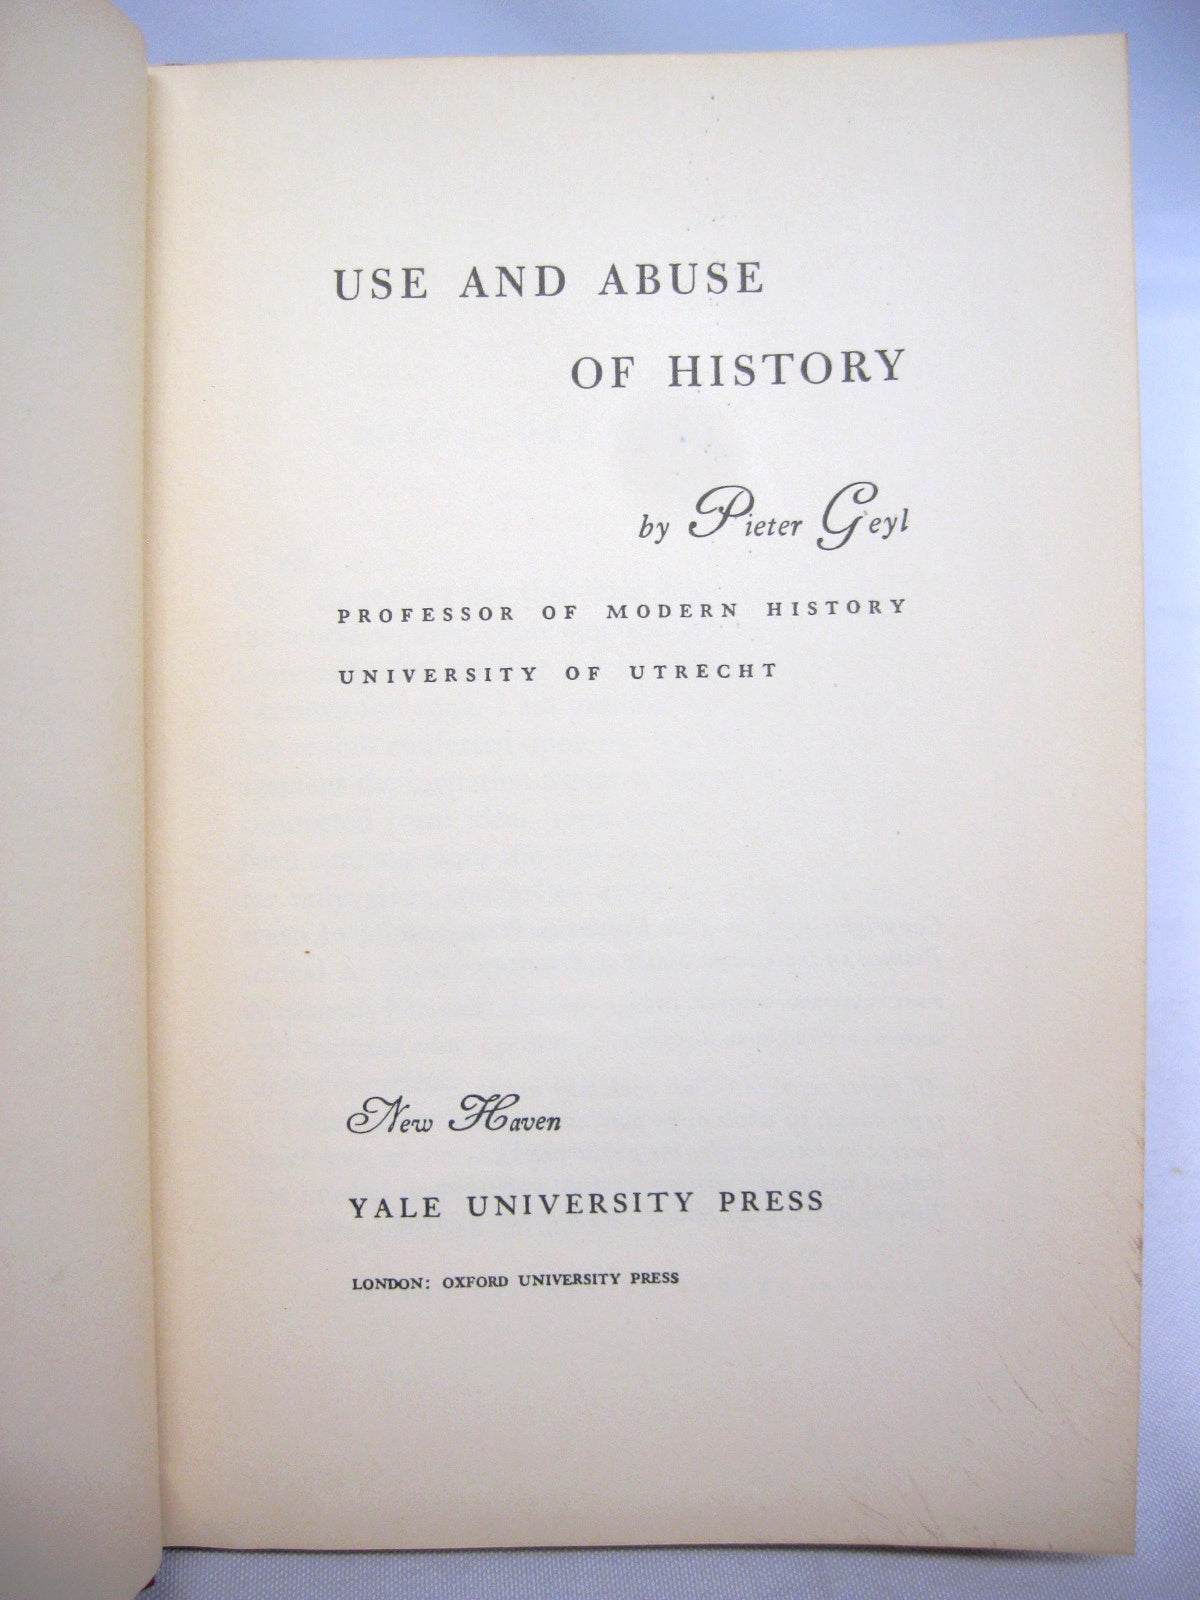 USE AND ABUSE
OF HISTORY
by Pieter Geyl
PROFESSOR OF MODERN HISTORY
UNIVERSITY OF UTRECHT
New Haven
YALE UNIVERSITY PRESS
LONDON: OXFORD UNIVERSITY PRESS